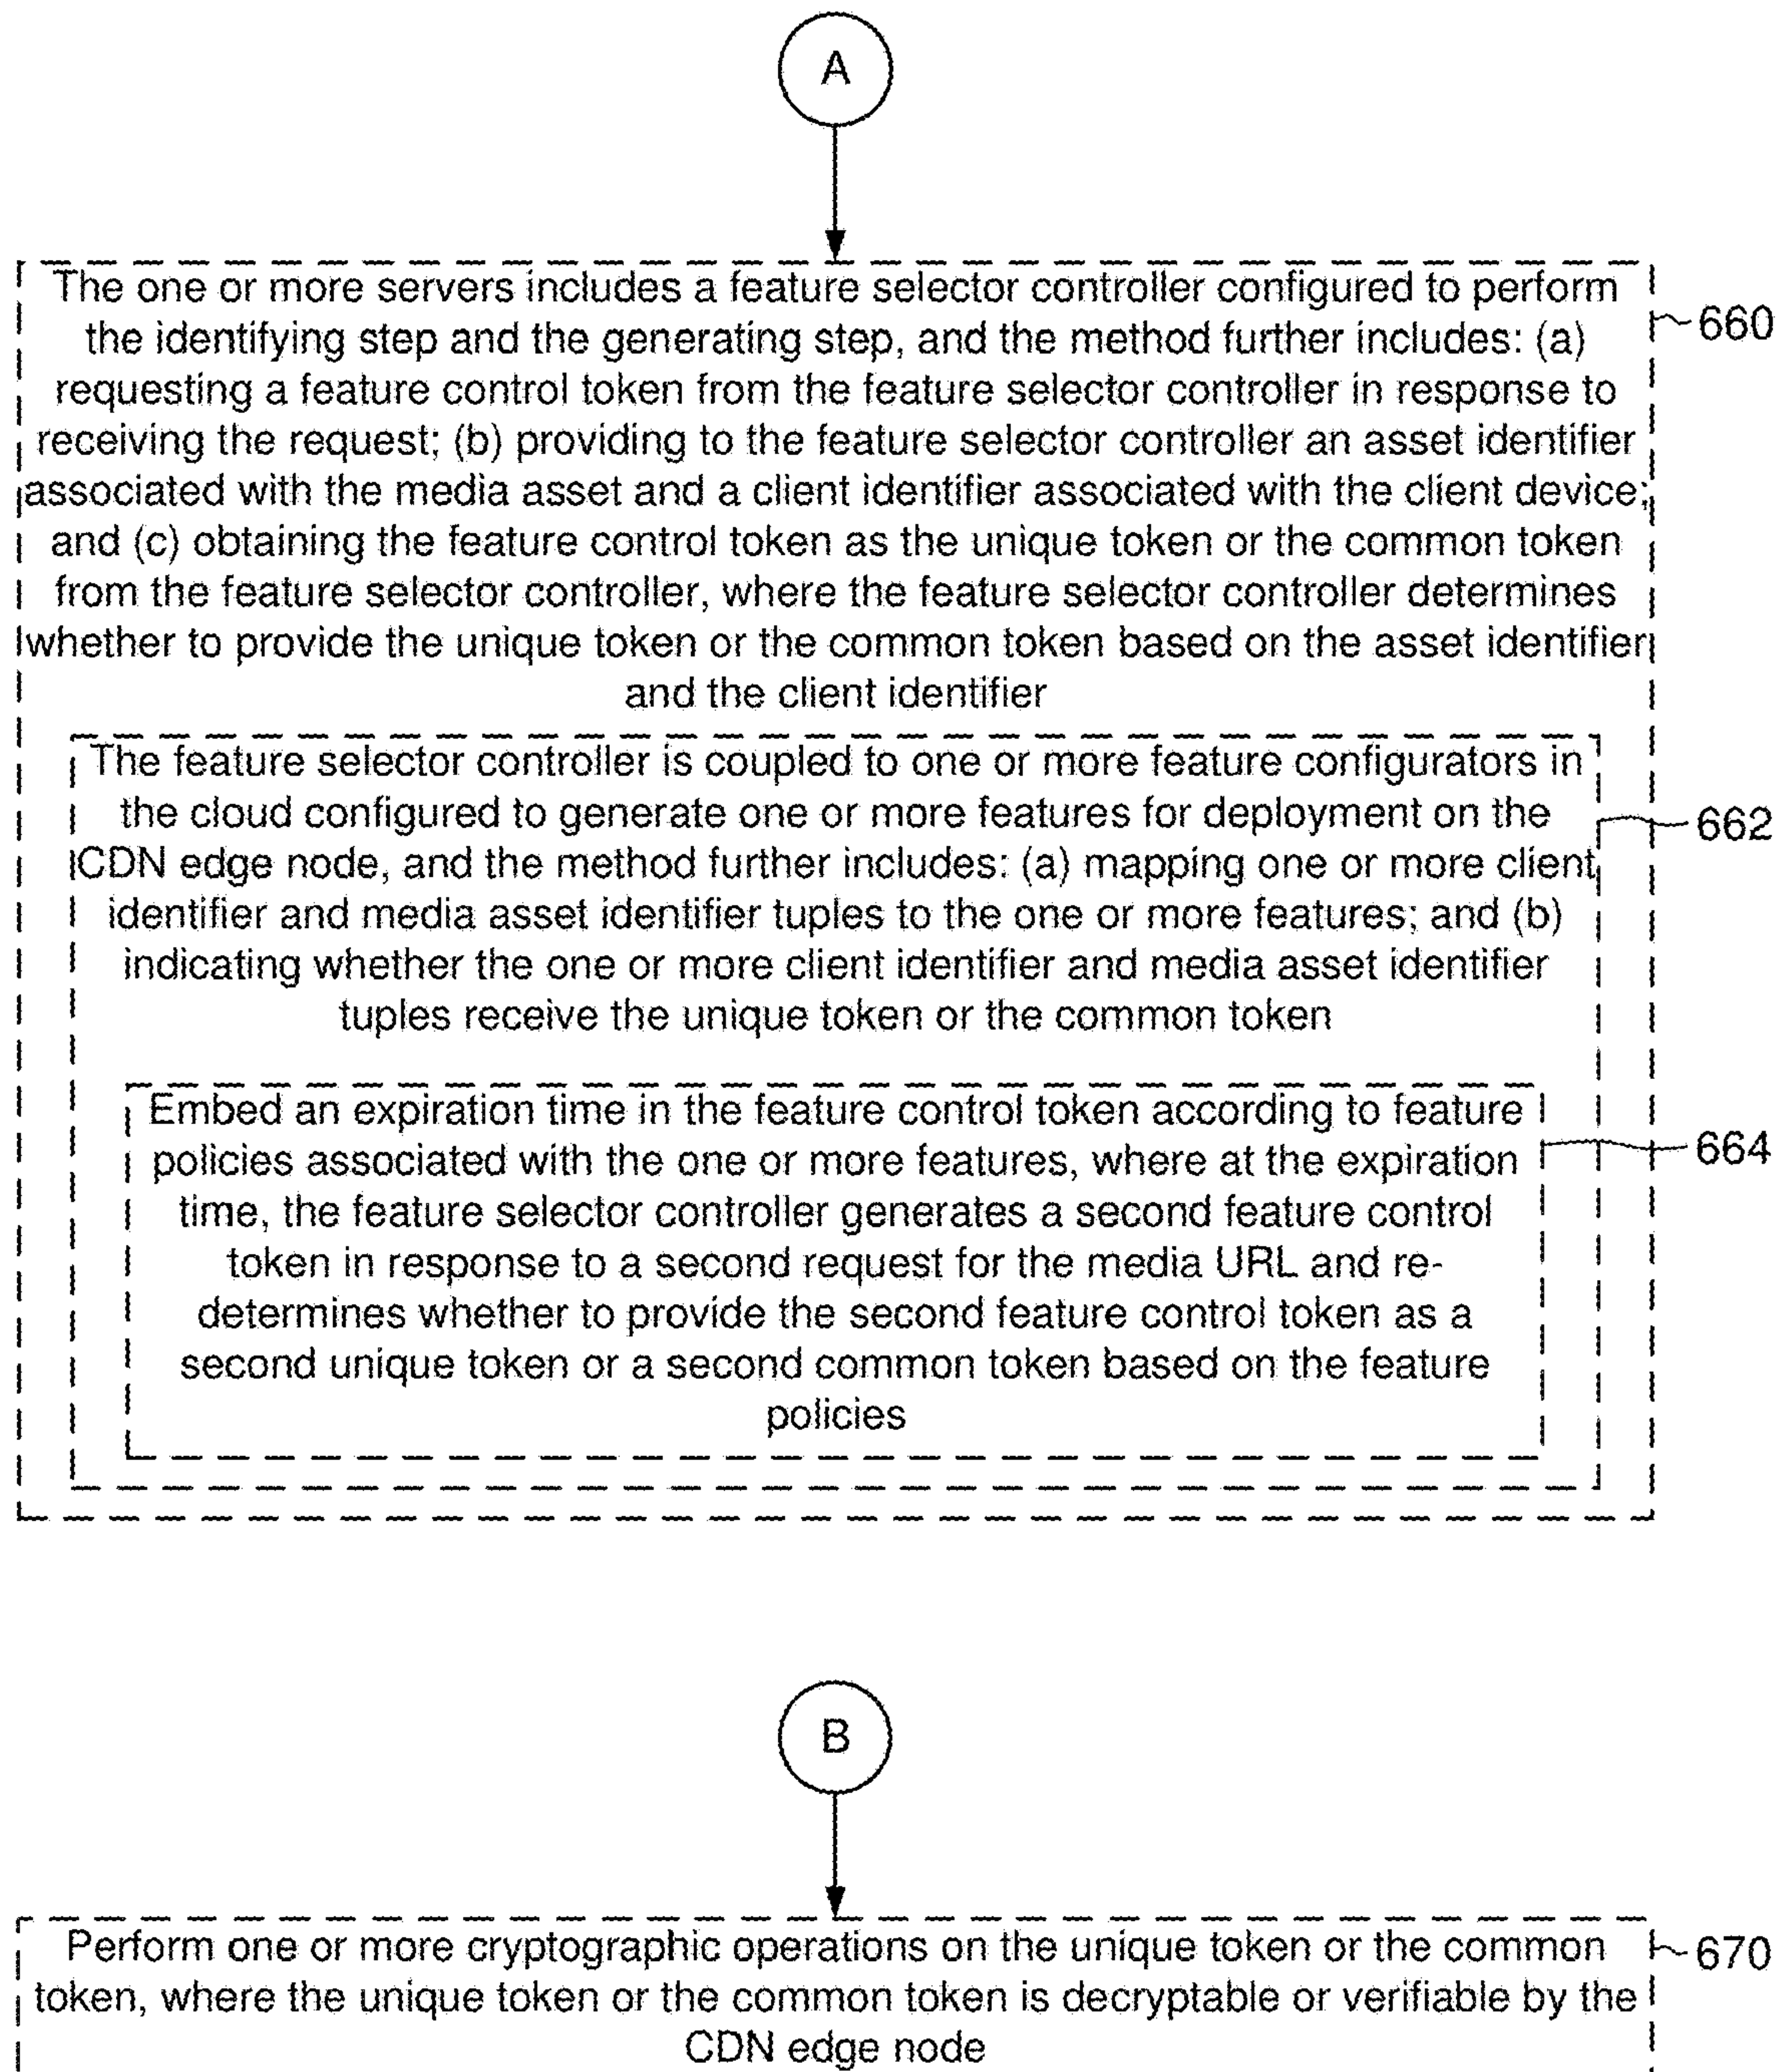 A
The one or more servers includes a feature selector controller configured to perform
the identifying step and the generating step, and the method further includes: (a)
requesting a feature control token from the feature selector controller in response to
receiving the request; (b) providing to the feature selector controller an asset identifier
associated with the media asset and a client identifier associated with the client device;
and (c) obtaining the feature control token as the unique token or the common token
from the feature selector controller, where the feature selector controller determines
whether to provide the unique token or the common token based on the asset identifier
and the client identifier
660
The feature selector controller is coupled to one or more feature configurators in
the cloud configured to generate one or more features for deployment on the
CDN edge node, and the method further includes: (a) mapping one or more client
identifier and media asset identifier tuples to the one or more features; and (b)
indicating whether the one or more client identifier and media asset identifier
tuples receive the unique token or the common token
662
Embed an expiration time in the feature control token according to feature
policies associated with the one or more features, where at the expiration
time, the feature selector controller generates a second feature control
token in response to a second request for the media URL and re-
determines whether to provide the second feature control token as a
second unique token or a second common token based on the feature
policies
664
B
Perform one or more cryptographic operations on the unique token or the common
token, where the unique token or the common token is decryptable or verifiable by the
CDN edge node
670